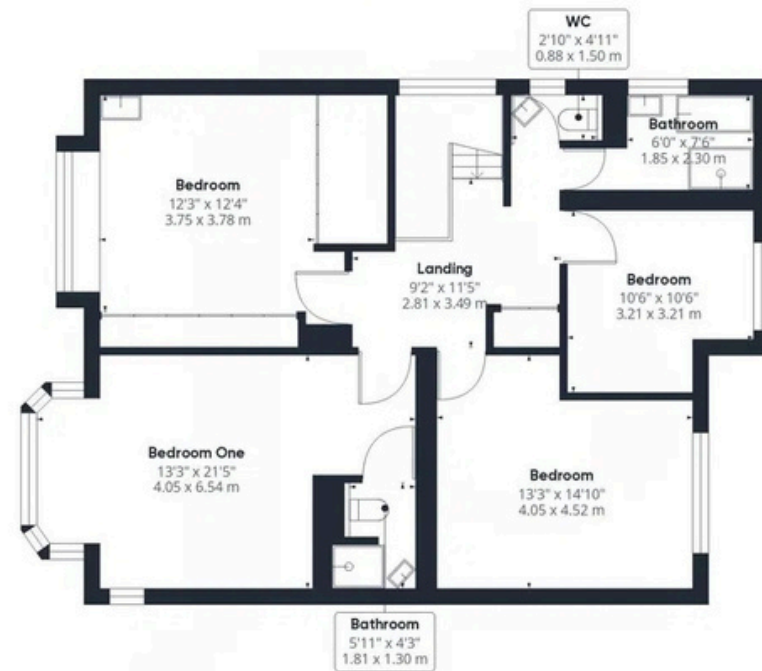 WC
2'10" x 4'11"
0.88 x 1.50 m
Bathroom
6'0" x 7'6"
1.85 x 2.30 m
Bedroom
12'3" x 12'4"
3.75 x 3.78 m
Landing
9'2" x 11'5"
2.81 x 3.49 m
Bedroom
10'6" x 10'6"
3.21 x 3.21 m
Bedroom One
13'3" x 21'5"
4.05 x 6.54 m
Bedroom
13'3" x 14'10"
4.05 x 4.52 m
Bathroom
5'11" x 4'3"
1.81 x 1.30 m